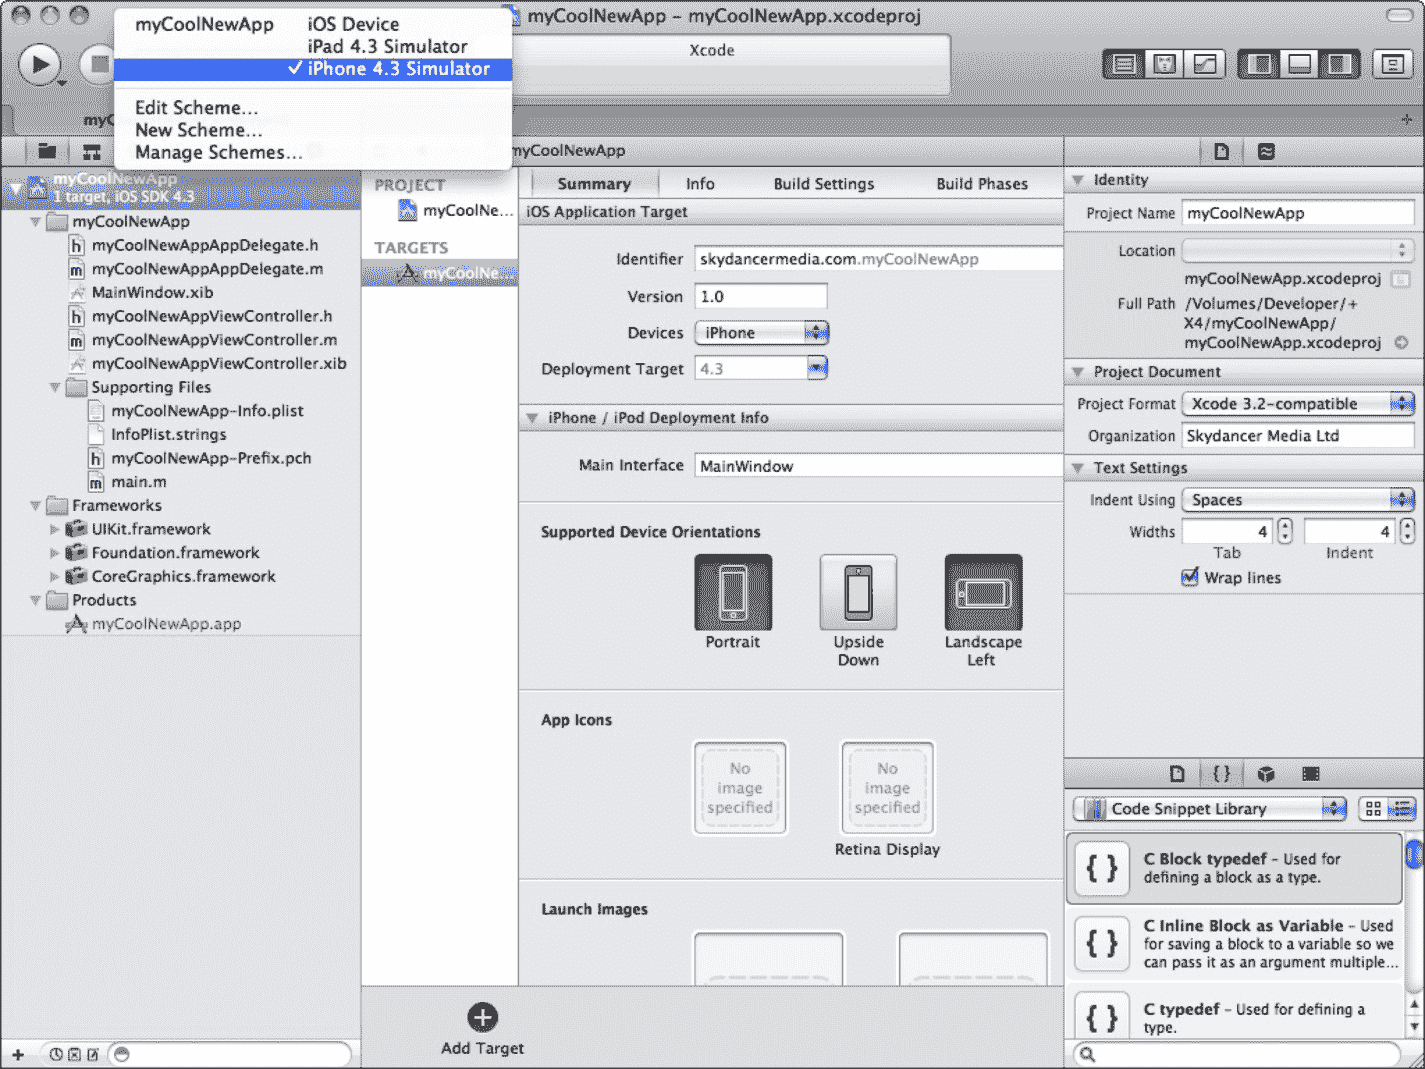 myCoolNewApp – myCoolNewApp.xcodeproj
myCoolNewApp
iOS Device
iPad 4.3 Simulator
✓ iPhone 4.3 Simulator
Edit Scheme...
New Scheme...
Manage Schemes...
Xcode
myCoolNewApp
myCoolNewApp
1 target, iOS SDK 4.3
myCoolNewApp
myCoolNewAppAppDelegate.h
myCoolNewAppAppDelegate.m
MainWindow.xib
myCoolNewAppViewController.h
myCoolNewAppViewController.m
myCoolNewAppViewController.xib
Supporting Files
myCoolNewApp-Info.plist
InfoPlist.strings
myCoolNewApp-Prefix.pch
main.m
Frameworks
UIKit.framework
Foundation.framework
CoreGraphics.framework
Products
myCoolNewApp.app
PROJECT
myCoolNe...
TARGETS
myCoolNe...
Summary
Info
Build Settings
Build Phases
iOS Application Target
Identifier skydancermedia.com.myCoolNewApp
Version 1.0
Devices iPhone
Deployment Target 4.3
iPhone / iPod Deployment Info
Main Interface MainWindow
Supported Device Orientations
Portrait
Upside
Down
Landscape
Left
App Icons
No
image
specified
No
image
specified
Retina Display
Launch Images
Add Target
Identity
Project Name myCoolNewApp
Location
myCoolNewApp.xcodeproj
Full Path /Volumes/Developer/+
X4/myCoolNewApp/
myCoolNewApp.xcodeproj
Project Document
Project Format Xcode 3.2-compatible
Organization Skydancer Media Ltd
Text Settings
Indent Using Spaces
Widths 4 4
Tab Indent
Wrap lines
{ }
Code Snippet Library
{ }
C Block typedef – Used for
defining a block as a type.
{ }
C Inline Block as Variable – Used
for saving a block to a variable so we
can pass it as an argument multiple...
{ }
C typedef – Used for defining a
type.